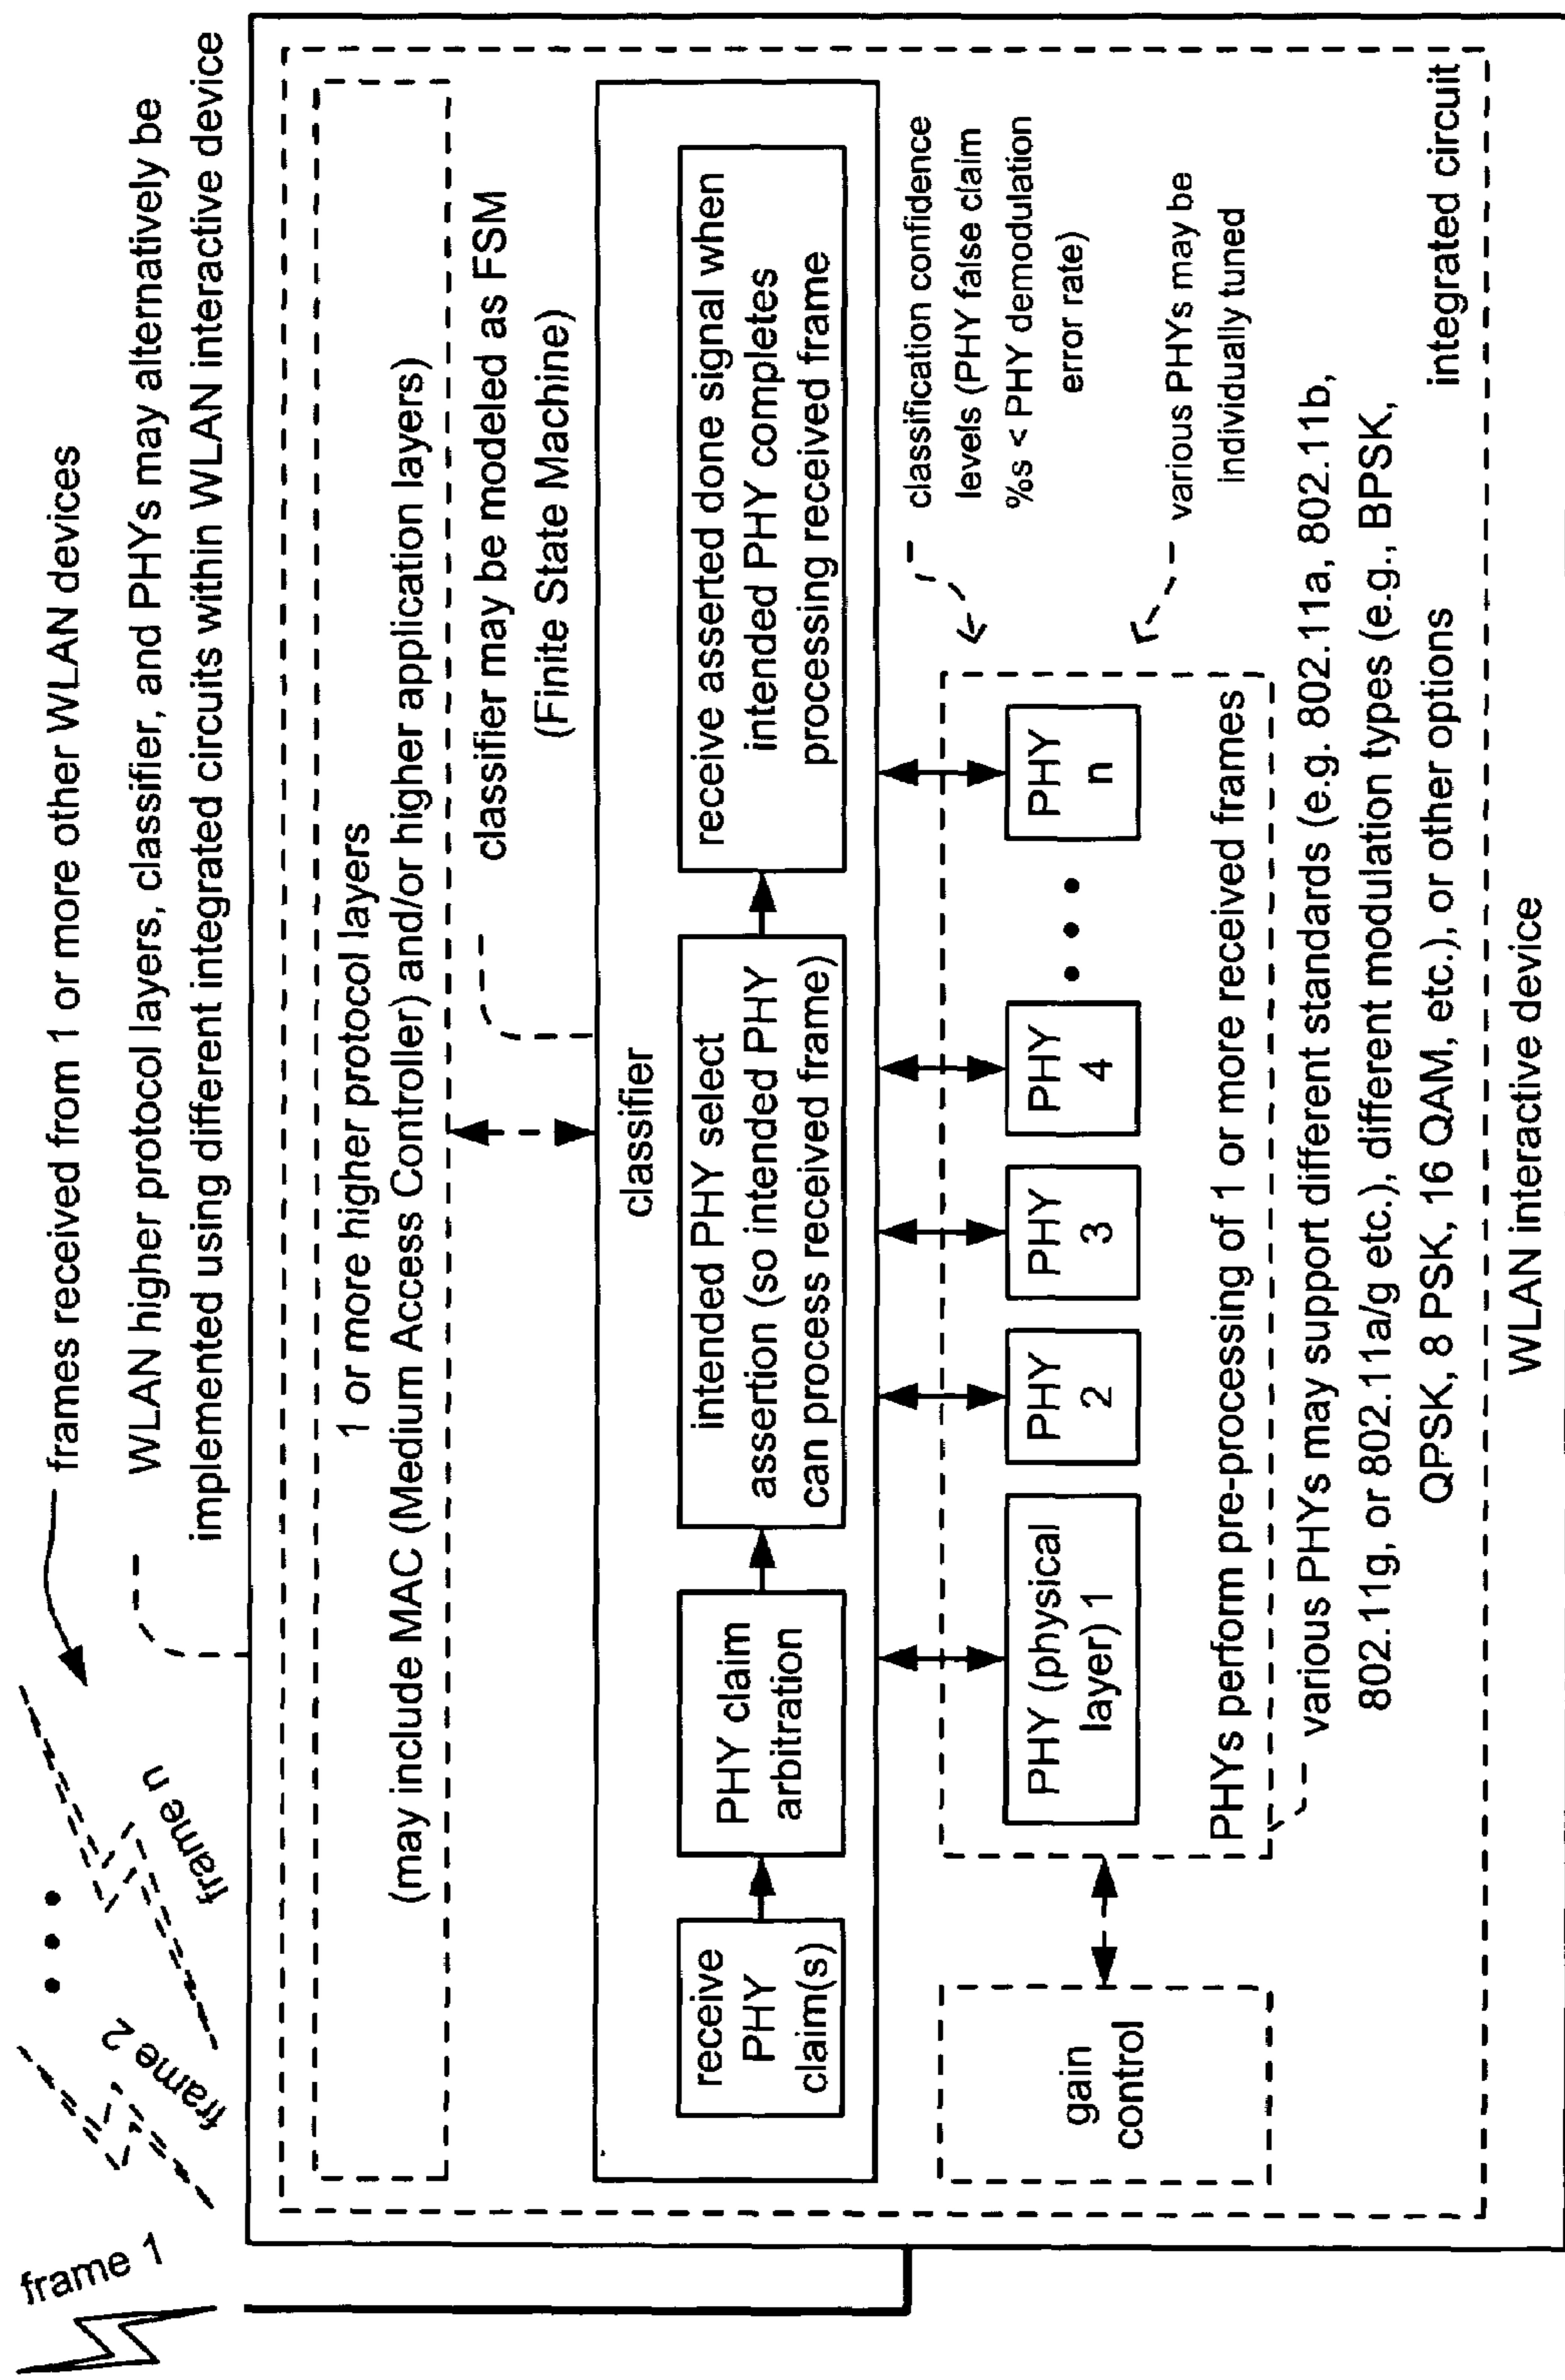 frame 1
frame 2
frame n
frames received from 1 or more other WLAN devices
WLAN higher protocol layers, classifier, and PHYs may alternatively be
implemented using different integrated circuits within WLAN interactive device
1 or more higher protocol layers
(may include MAC (Medium Access Controller) and/or higher application layers)
classifier may be modeled as FSM
(Finite State Machine)
classifier
receive
PHY
claim(s)
PHY claim
arbitration
intended PHY select
assertion (so intended PHY
can process received frame)
receive asserted done signal when
intended PHY completes
processing received frame
gain
control
PHY (physical
layer) 1
PHY
2
PHY
3
PHY
4
PHY
n
PHYs perform pre-processing of 1 or more received frames
classification confidence
levels (PHY false claim
%s < PHY demodulation
error rate)
various PHYs may be
individually tuned
various PHYs may support different standards (e.g. 802.11a, 802.11b,
802.11g, or 802.11a/g etc.), different modulation types (e.g., BPSK,
QPSK, 8 PSK, 16 QAM, etc.), or other options
integrated circuit
WLAN interactive device